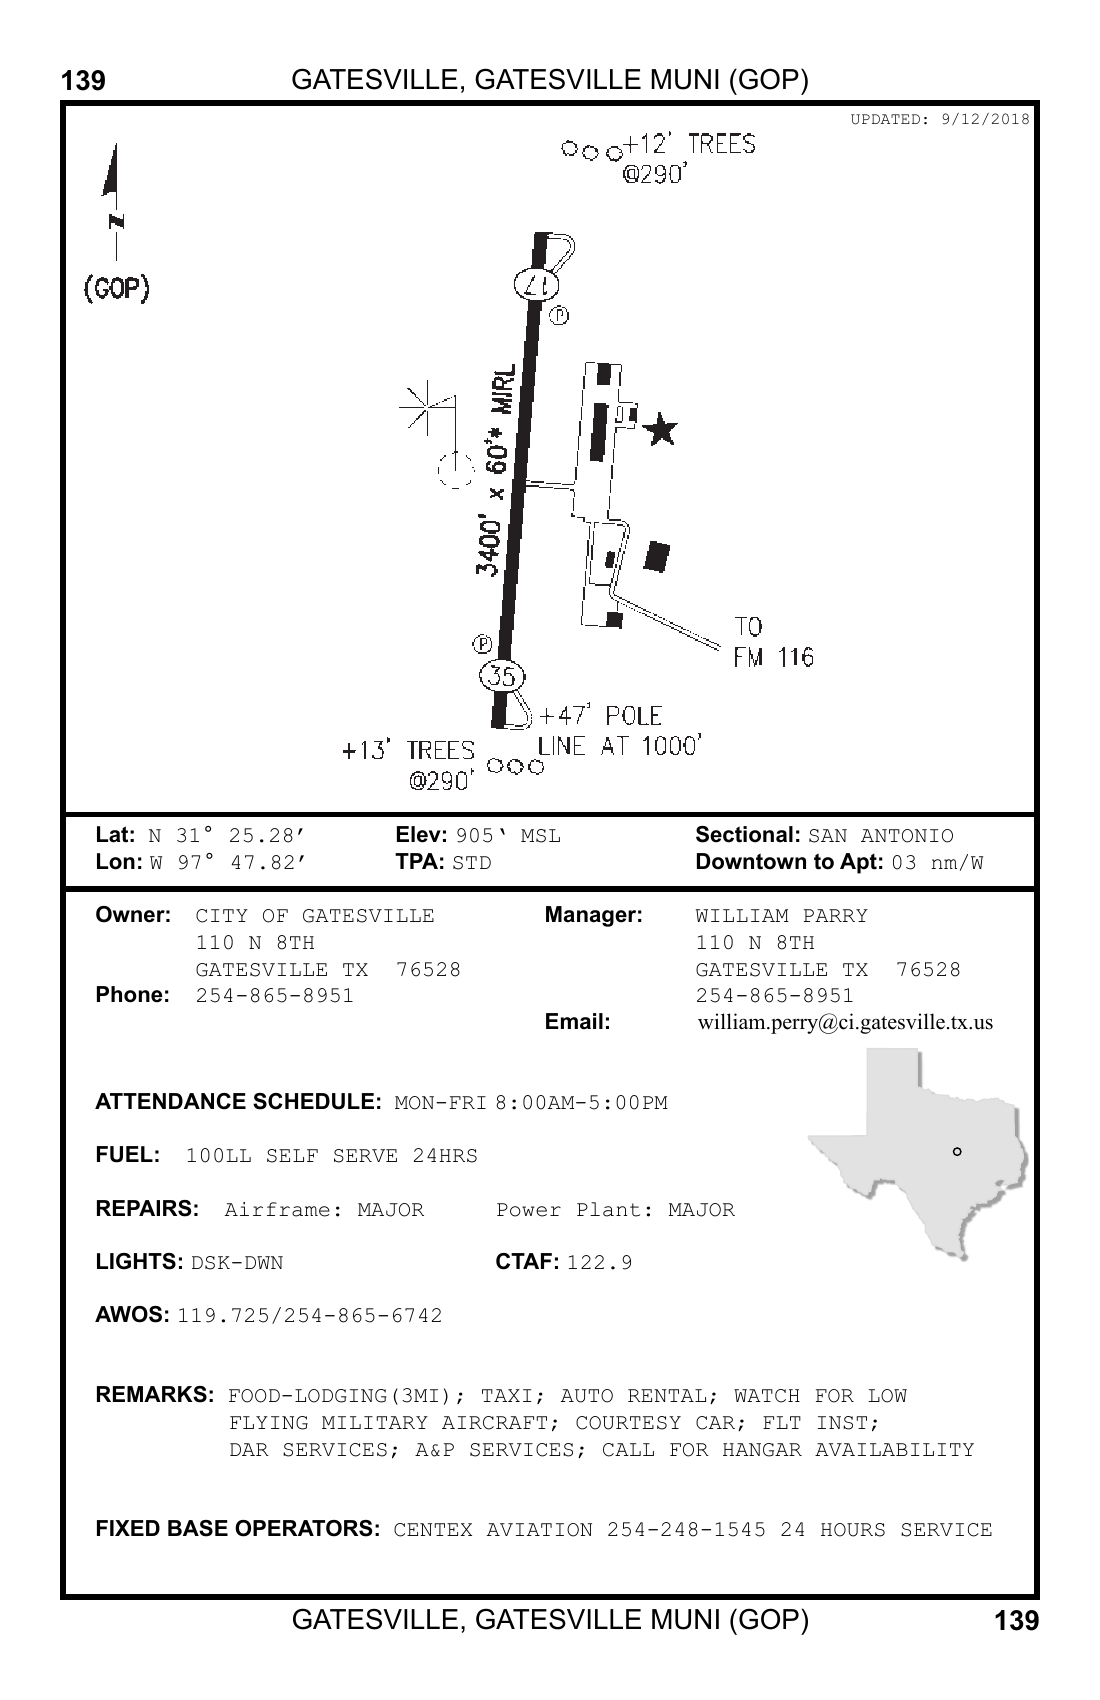 139 GATESVILLE, GATESVILLE MUNI (GOP)
UPDATED: 9/12/2018
+12' TREES
@290'
N
(GOP)
17
P
3400' x 60'* MIRL
TO
FM 116
P
35
+47' POLE
LINE AT 1000'
+13' TREES
@290'
Lat: N 31° 25.28’ Elev: 905‘ MSL Sectional: SAN ANTONIO
Lon: W 97° 47.82’ TPA: STD Downtown to Apt: 03 nm/W
Owner: CITY OF GATESVILLE Manager: WILLIAM PARRY
110 N 8TH 110 N 8TH
GATESVILLE TX 76528 GATESVILLE TX 76528
Phone: 254-865-8951 254-865-8951
Email: william.perry@ci.gatesville.tx.us
ATTENDANCE SCHEDULE: MON-FRI 8:00AM-5:00PM
FUEL: 100LL SELF SERVE 24HRS
REPAIRS: Airframe: MAJOR Power Plant: MAJOR
LIGHTS: DSK-DWN CTAF: 122.9
AWOS: 119.725/254-865-6742
REMARKS: FOOD-LODGING(3MI); TAXI; AUTO RENTAL; WATCH FOR LOW
FLYING MILITARY AIRCRAFT; COURTESY CAR; FLT INST;
DAR SERVICES; A&P SERVICES; CALL FOR HANGAR AVAILABILITY
FIXED BASE OPERATORS: CENTEX AVIATION 254-248-1545 24 HOURS SERVICE
GATESVILLE, GATESVILLE MUNI (GOP) 139